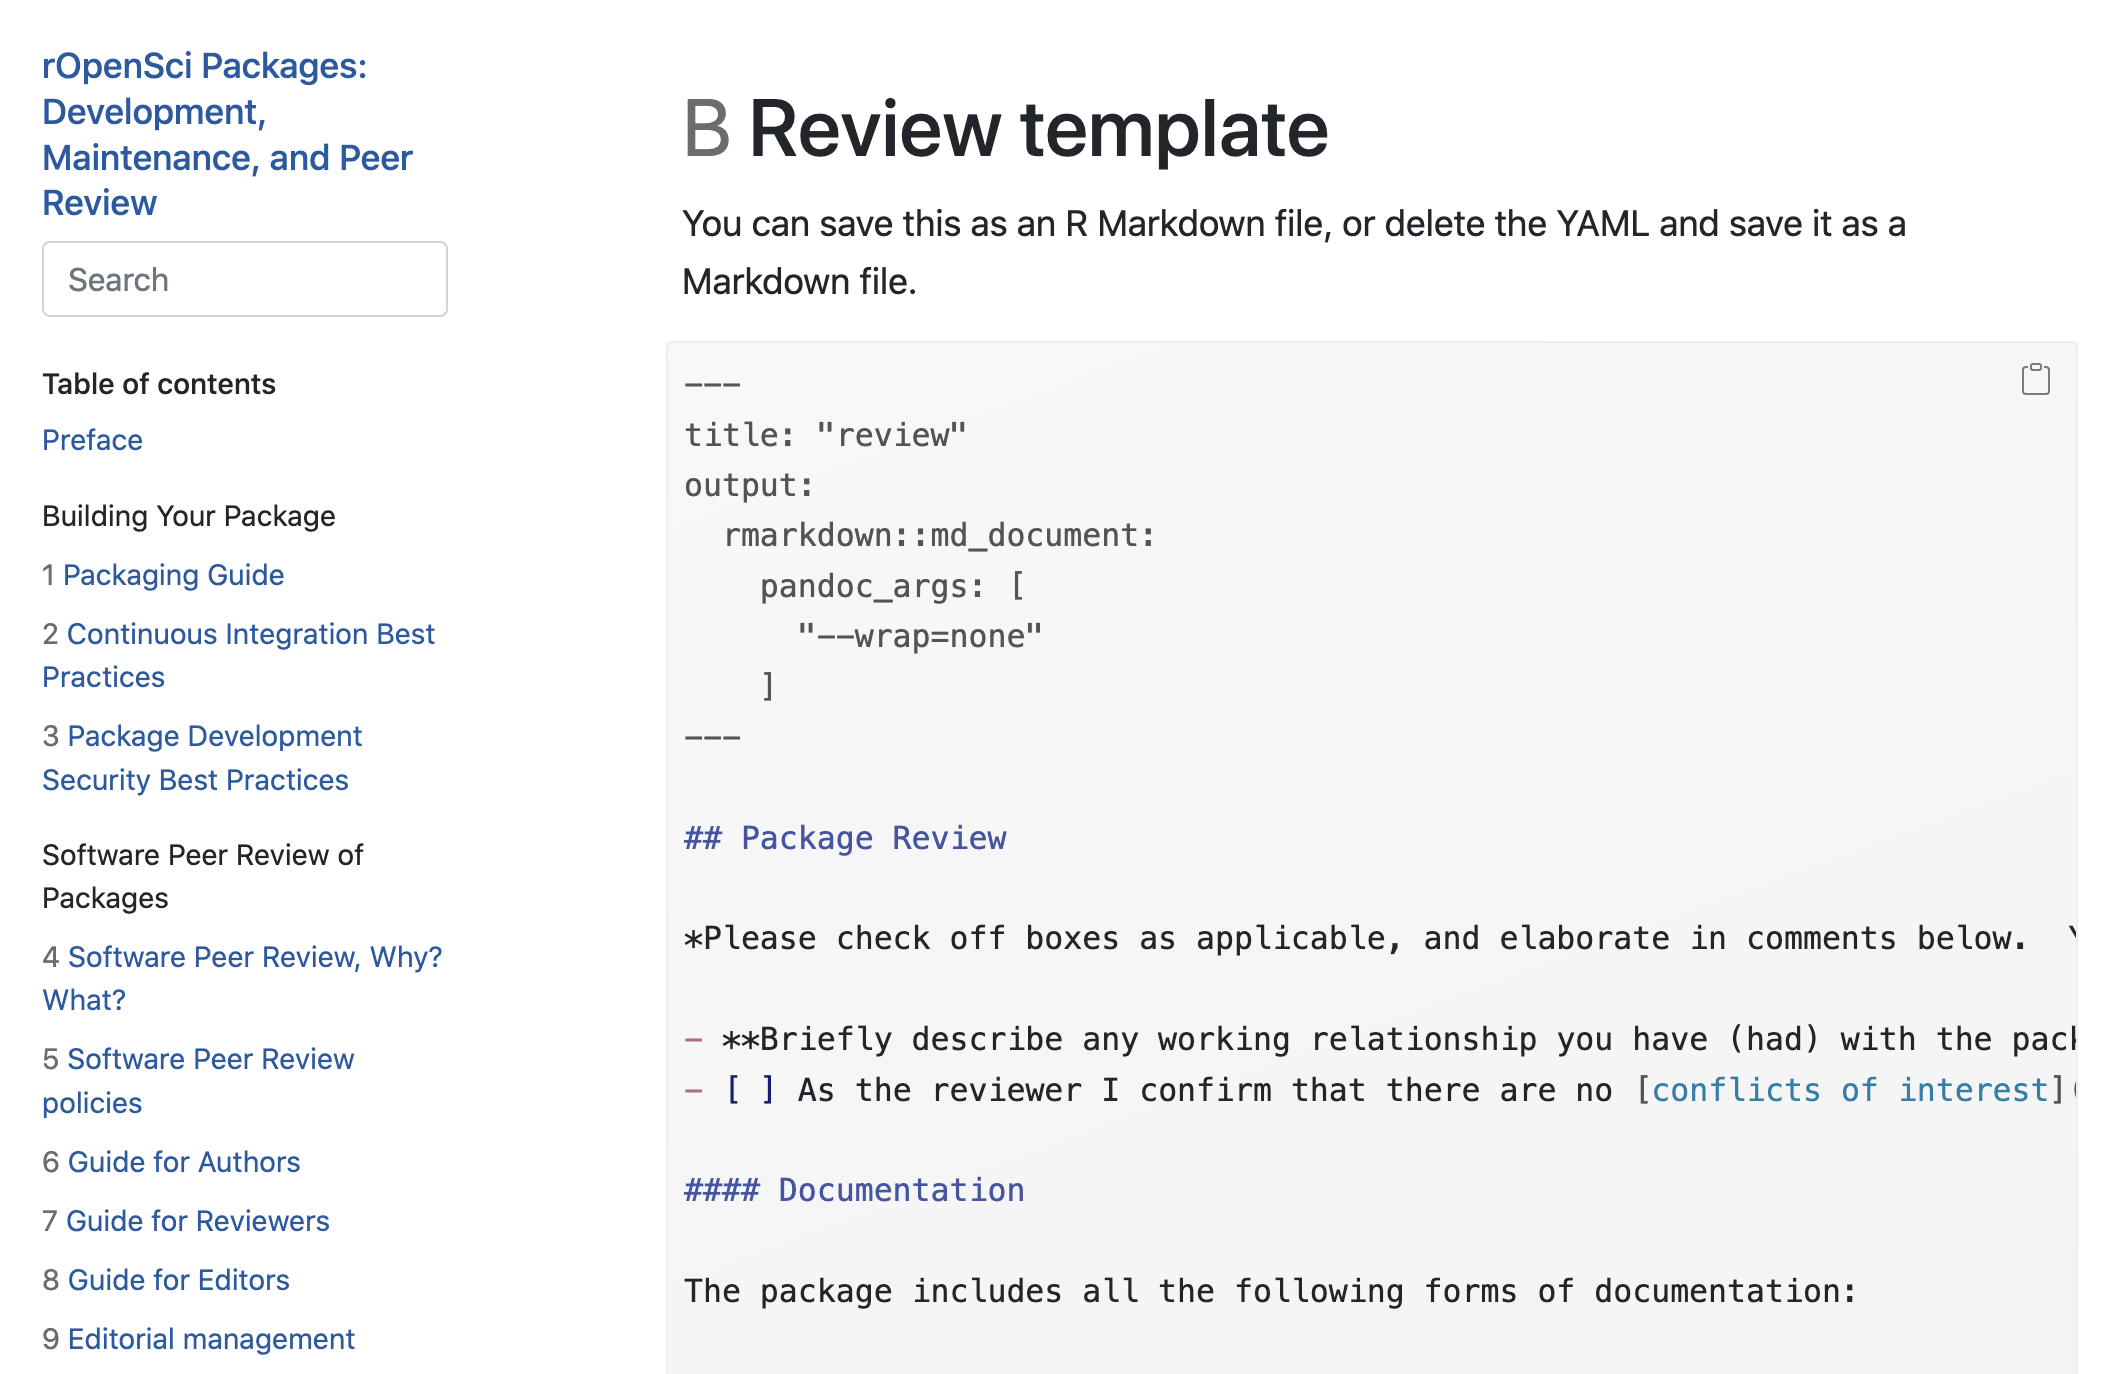 rOpenSci Packages:
Development,
Maintenance, and Peer
Review
Search
Table of contents
Preface
Building Your Package
1 Packaging Guide
2 Continuous Integration Best
Practices
3 Package Development
Security Best Practices
Software Peer Review of
Packages
4 Software Peer Review, Why?
What?
5 Software Peer Review
policies
6 Guide for Authors
7 Guide for Reviewers
8 Guide for Editors
9 Editorial management
B Review template
You can save this as an R Markdown file, or delete the YAML and save it as a
Markdown file.
---
title: "review"
output:
  rmarkdown::md_document:
    pandoc_args: [
      "--wrap=none"
    ]
---
## Package Review
*Please check off boxes as applicable, and elaborate in comments below.
- **Briefly describe any working relationship you have (had) with the
- [ ] As the reviewer I confirm that there are no [conflicts of interest](
#### Documentation
The package includes all the following forms of documentation: